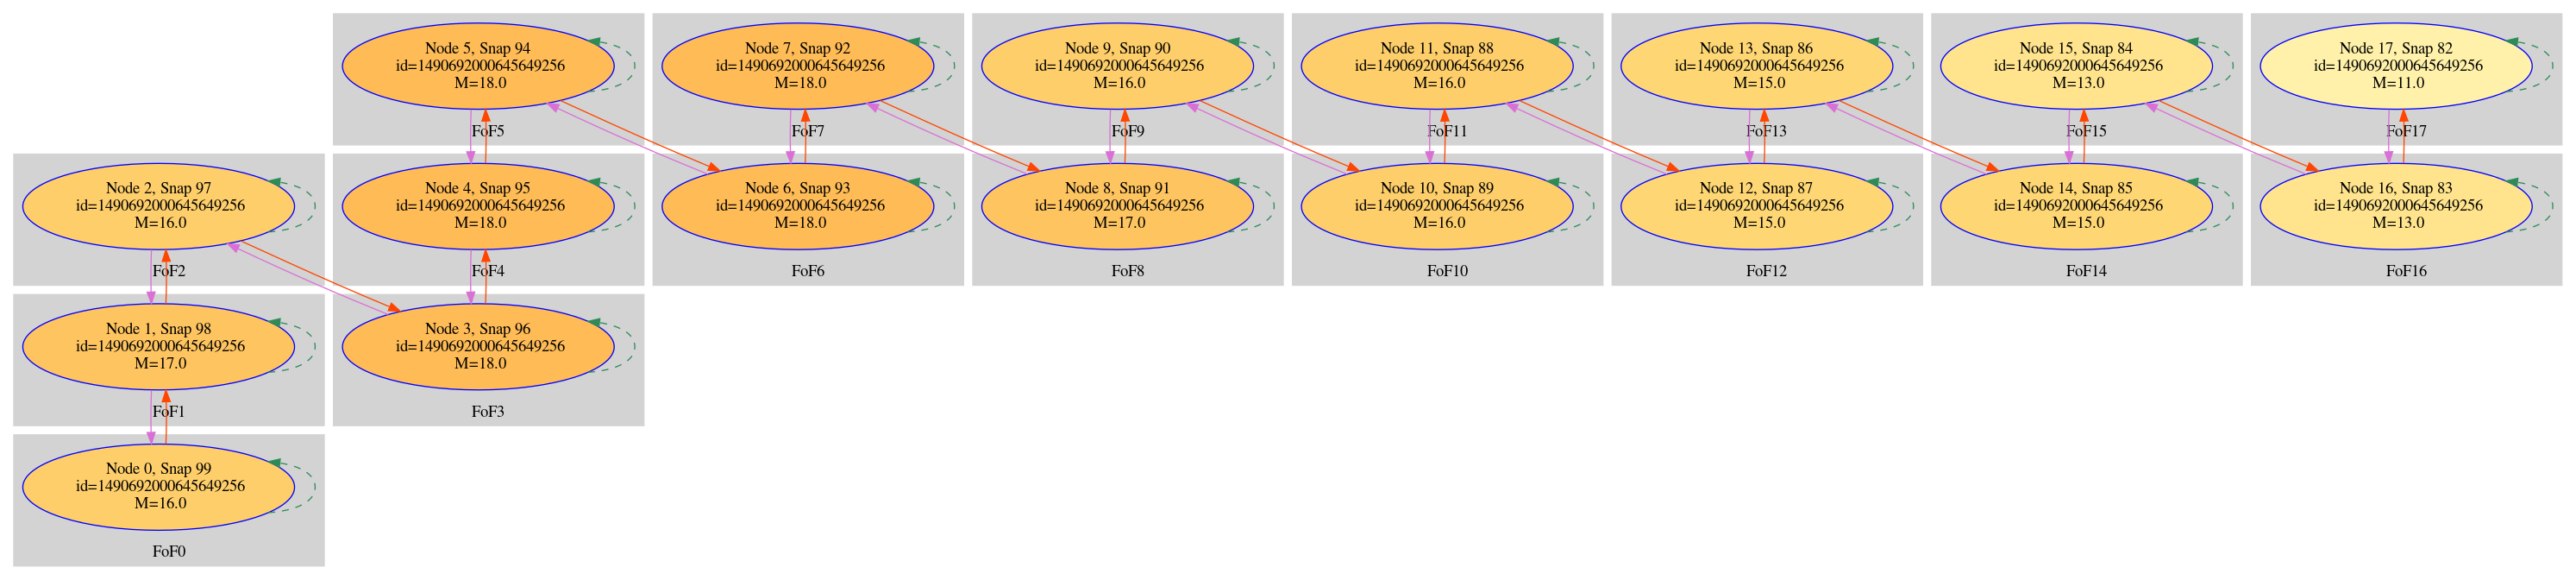 Node 5, Snap 94
id=1490692000645649256
M=18.0
FoF5
Node 7, Snap 92
id=1490692000645649256
M=18.0
FoF7
Node 9, Snap 90
id=1490692000645649256
M=16.0
FoF9
Node 11, Snap 88
id=1490692000645649256
M=16.0
FoF11
Node 13, Snap 86
id=1490692000645649256
M=15.0
FoF13
Node 15, Snap 84
id=1490692000645649256
M=13.0
FoF15
Node 17, Snap 82
id=1490692000645649256
M=11.0
FoF17
Node 2, Snap 97
id=1490692000645649256
M=16.0
FoF2
Node 4, Snap 95
id=1490692000645649256
M=18.0
FoF4
Node 6, Snap 93
id=1490692000645649256
M=18.0
FoF6
Node 8, Snap 91
id=1490692000645649256
M=17.0
FoF8
Node 10, Snap 89
id=1490692000645649256
M=16.0
FoF10
Node 12, Snap 87
id=1490692000645649256
M=15.0
FoF12
Node 14, Snap 85
id=1490692000645649256
M=15.0
FoF14
Node 16, Snap 83
id=1490692000645649256
M=13.0
FoF16
Node 1, Snap 98
id=1490692000645649256
M=17.0
FoF1
Node 3, Snap 96
id=1490692000645649256
M=18.0
FoF3
Node 0, Snap 99
id=1490692000645649256
M=16.0
FoF0